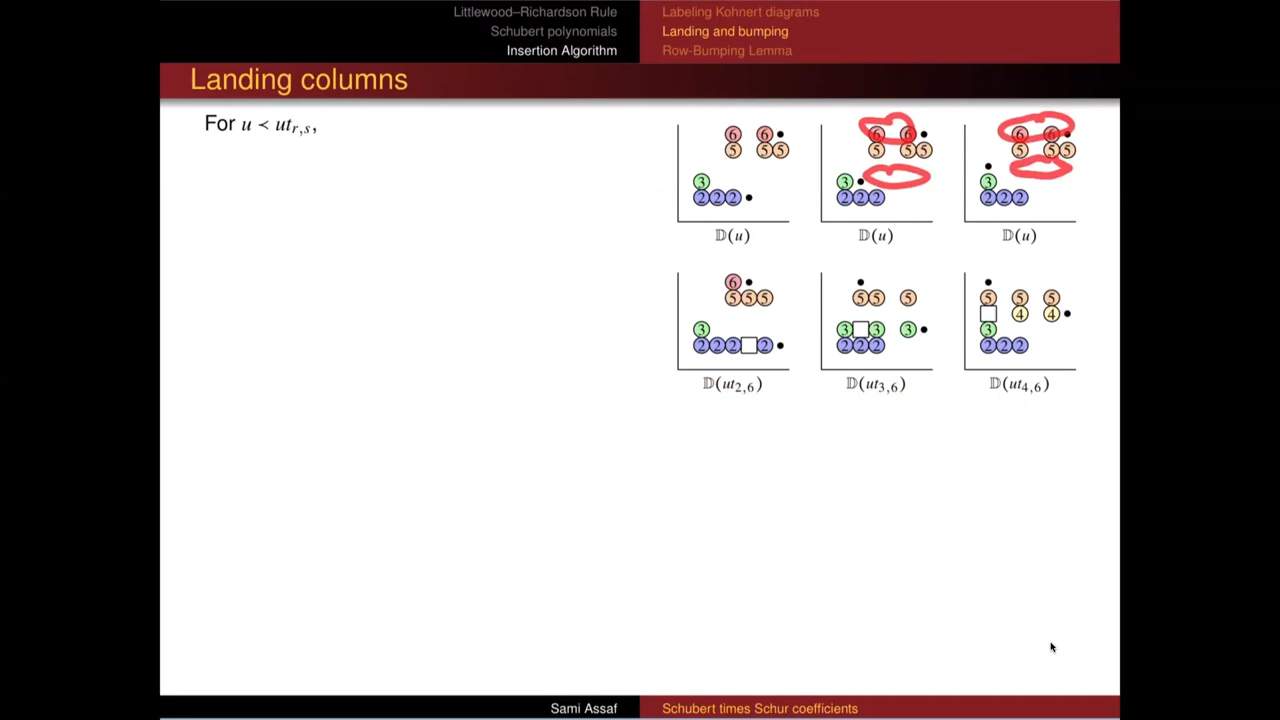 Littlewood–Richardson Rule
Schubert polynomials
Insertion Algorithm
Labeling Kohnert diagrams
Landing and bumping
Row-Bumping Lemma
Landing columns
For u < ut_{r,s},
6 6
5 5 5
3
2 2 2
𝔻(u)
6 6
5 5 5
3
2 2 2
𝔻(u)
6 6
5 5 5
3
2 2 2
𝔻(u)
6
5 5 5
3
2 2 2 2
𝔻(ut_{2,6})
5 5 5
3 3 3
2 2 2
𝔻(ut_{3,6})
5 5 5
4 4
3
2 2 2
𝔻(ut_{4,6})
Sami Assaf
Schubert times Schur coefficients